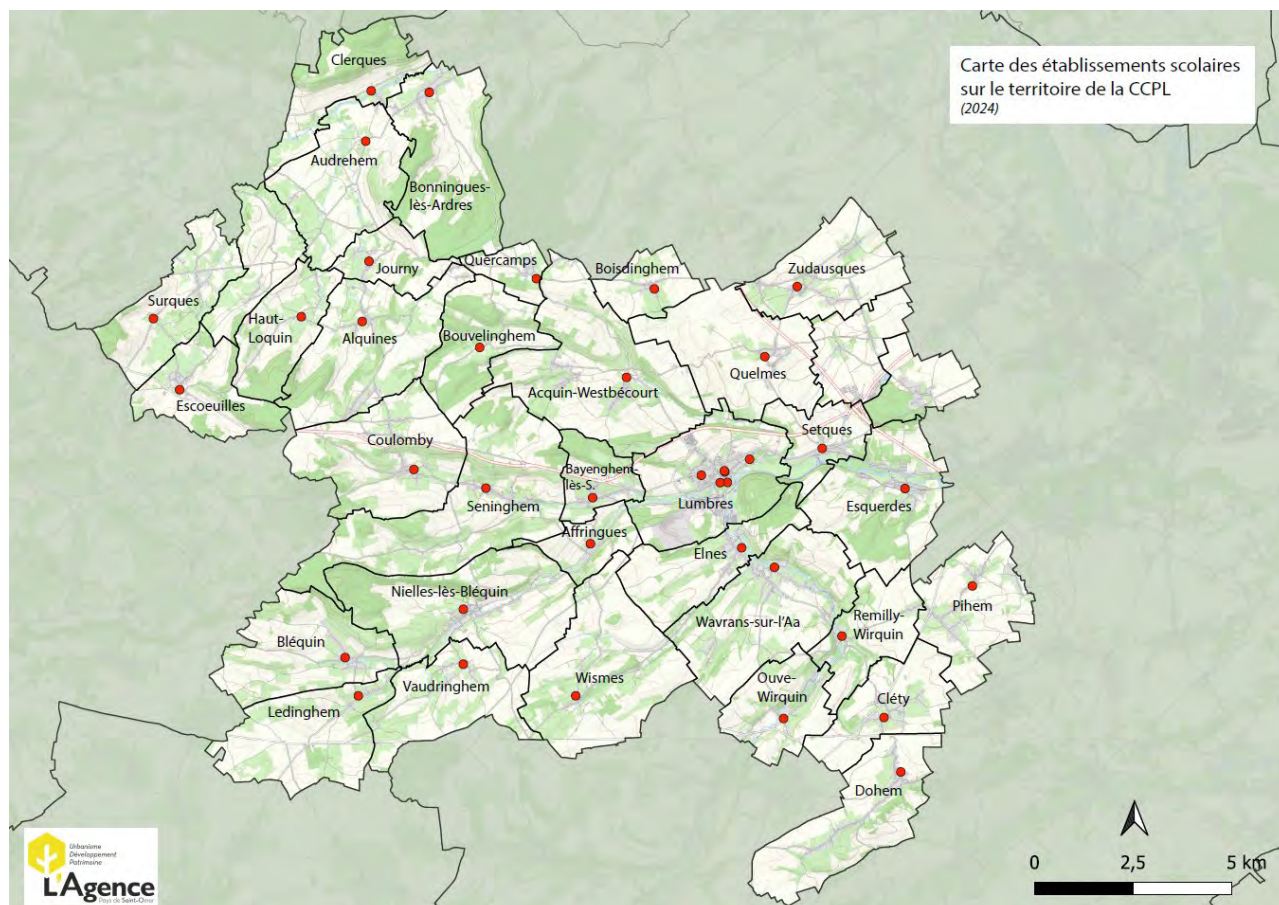 Carte des établissements scolaires
sur le territoire de la CCPL
(2024)
Clerques
Audrehem
Bonningues-
lès-Ardres
Journy
Quercamps
Boisdinghem
Zudausques
Surques
Haut-
Loquin
Alquines
Bouvelinghem
Quelmes
Acquin-Westbécourt
Escoeuilles
Setques
Coulomby
Bayenghem-
lès-S.
Seninghem
Lumbres
Esquerdes
Affringues
Elnes
Nielles-lès-Bléquin
Pihem
Wavrans-sur-l'Aa
Remilly-
Wirquin
Bléquin
Vaudringhem
Wismes
Ouve-
Wirquin
Cléty
Ledinghem
Dohem
Urbanisme
Développement
Patrimoine
L'Agence
Pays de Saint-Omer
0 2,5 5 km